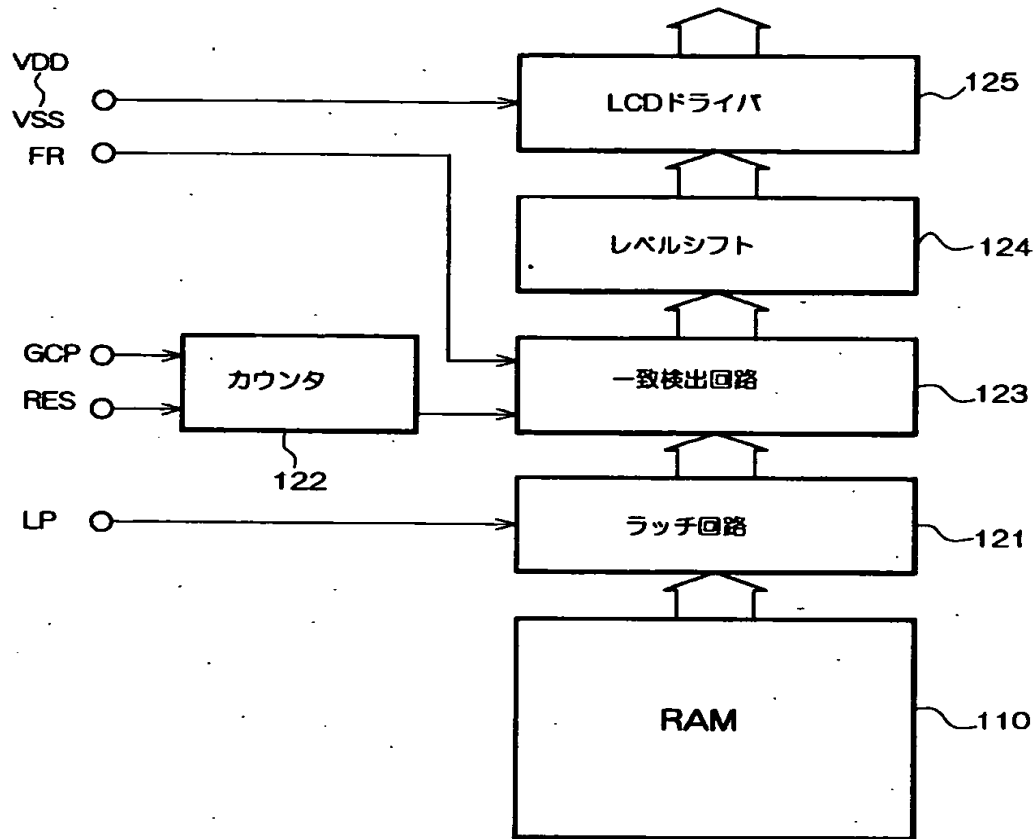 VDD
VSS
LCDドライバ
125
FR
レベルシフト
124
GCP
RES
カウンタ
122
一致検出回路
123
LP
ラッチ回路
121
RAM
110